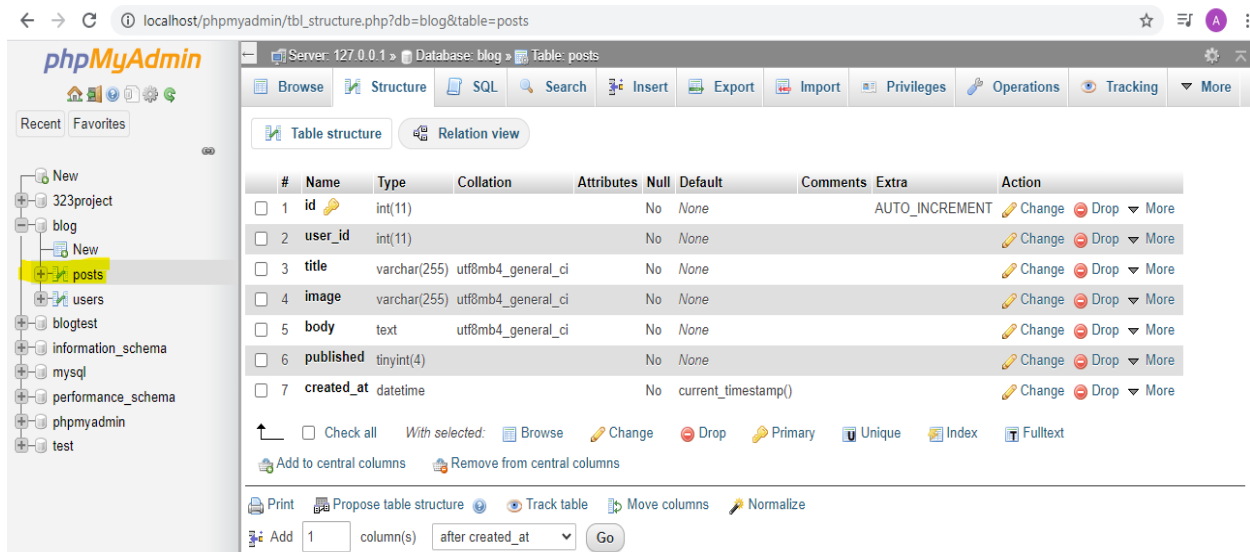 localhost/phpmyadmin/tbl_structure.php?db=blog&table=posts
A
phpMyAdmin
Recent Favorites
New
323project
blog
New
posts
users
blogtest
information_schema
mysql
performance_schema
phpmyadmin
test
Server: 127.0.0.1 » Database: blog » Table: posts
Browse Structure SQL Search Insert Export Import Privileges Operations Tracking More
Table structure Relation view
# Name Type Collation Attributes Null Default Comments Extra Action
1 id int(11) No None AUTO_INCREMENT Change Drop More
2 user_id int(11) No None Change Drop More
3 title varchar(255) utf8mb4_general_ci No None Change Drop More
4 image varchar(255) utf8mb4_general_ci No None Change Drop More
5 body text utf8mb4_general_ci No None Change Drop More
6 published tinyint(4) No None Change Drop More
7 created_at datetime No current_timestamp() Change Drop More
Check all With selected: Browse Change Drop Primary Unique Index Fulltext
Add to central columns Remove from central columns
Print Propose table structure Track table Move columns Normalize
Add 1 column(s) after created_at Go